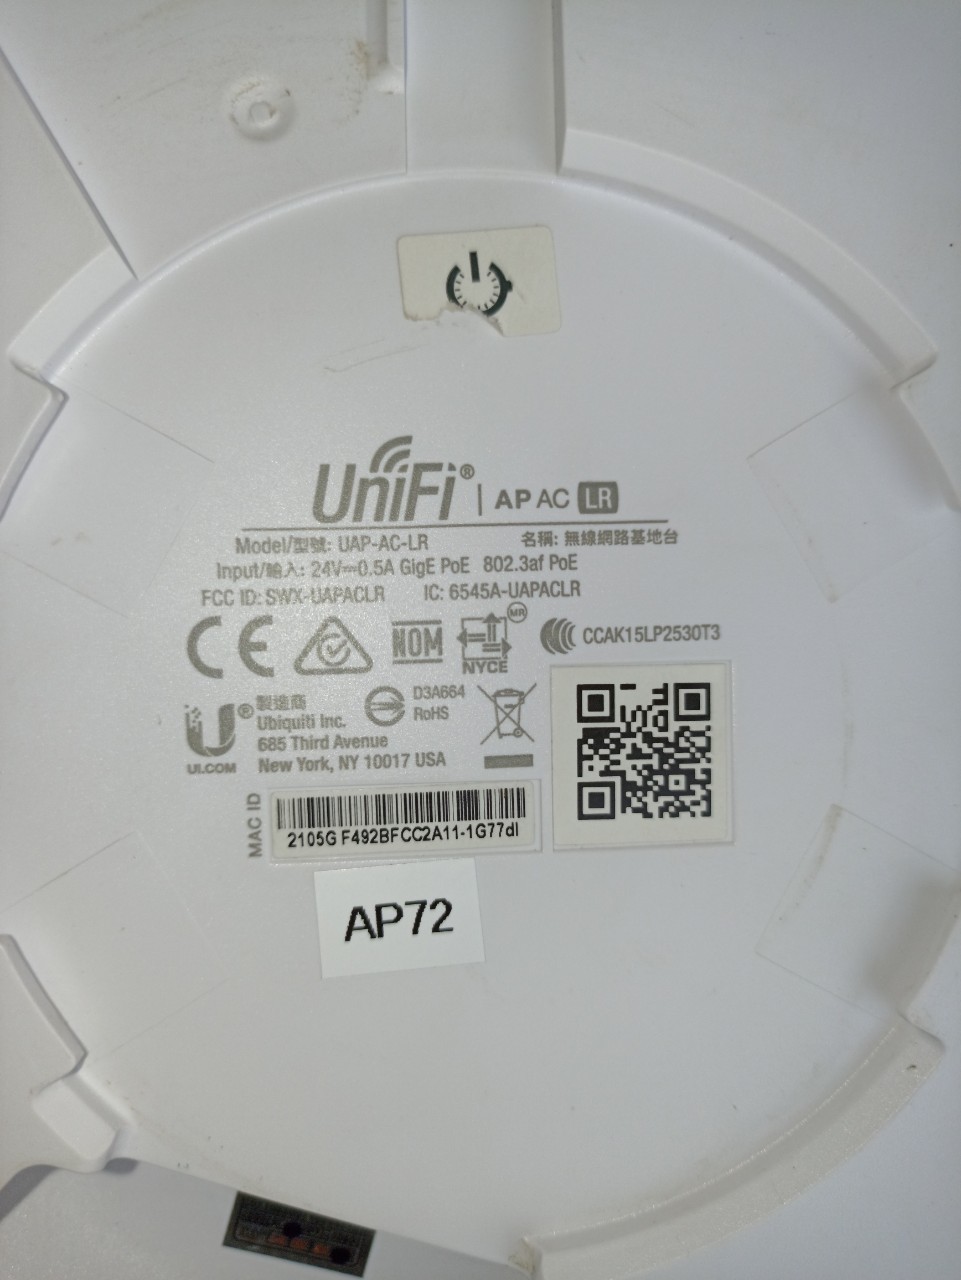 UniFi® | AP AC LR
Model/型號: UAP-AC-LR 名稱: 無線網路基地台
Input/輸入: 24V⎓0.5A GigE PoE 802.3af PoE
FCC ID: SWX-UAPACLR IC: 6545A-UAPACLR
CE NOM NYCE MR CCAK15LP2530T3
U® UI.COM
製造商
Ubiquiti Inc.
685 Third Avenue
New York, NY 10017 USA
D3A664
RoHS
MAC ID
2105G F492BFCC2A11-1G77dI
AP72